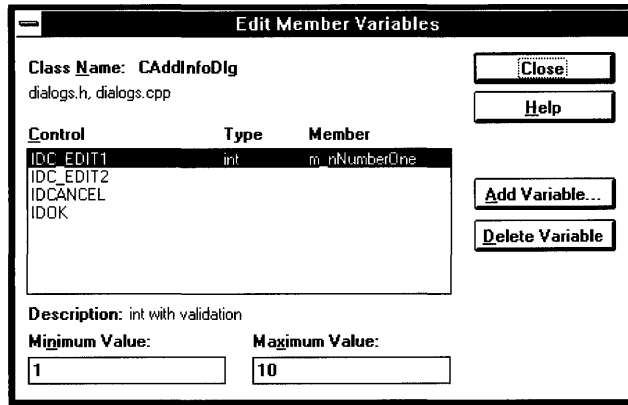 Edit Member Variables
Class Name: CAddInfoDlg
dialogs.h, dialogs.cpp
Close
Help
Control Type Member
IDC_EDIT1 int m_nNumberOne
IDC_EDIT2
IDCANCEL
IDOK
Add Variable...
Delete Variable
Description: int with validation
Minimum Value: Maximum Value:
1 10